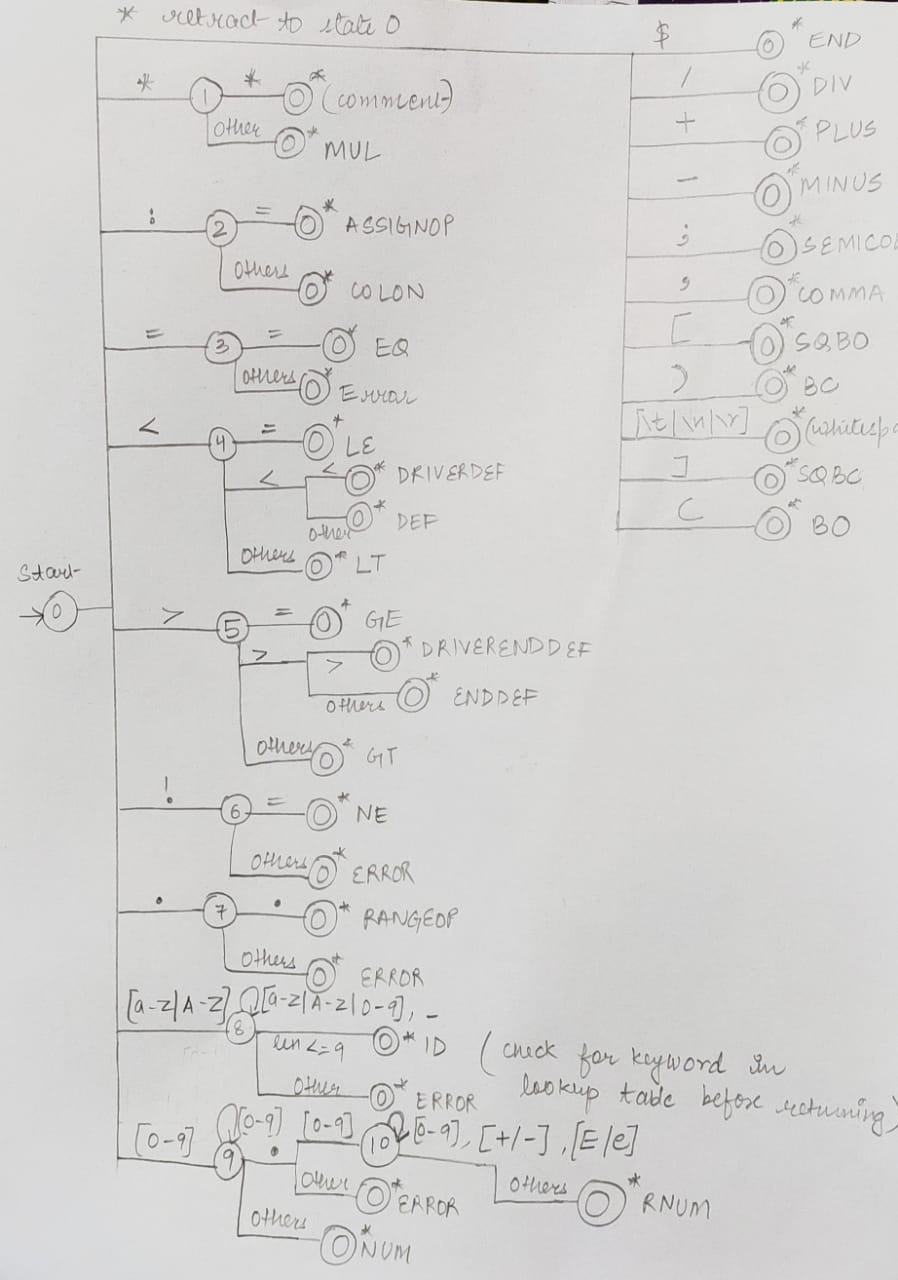 * retract to state 0
$ 0 * END
/ 0 * DIV
+ 0 * PLUS
- 0 * MINUS
; 0 * SEMICOL
, 0 * COMMA
[ 0 * SQBO
) 0 * BC
[\t|\n|\r] 0 * (whitespa
] 0 * SQBC
( 0 * BO
* 1 * 0 * (comment)
other 0 * MUL
: 2 = 0 * ASSIGNOP
others 0 * COLON
= 3 = 0 * EQ
others 0 * Error
< 4 = 0 * LE
< < 0 * DRIVERDEF
other 0 * DEF
others 0 * LT
Start
0
> 5 = 0 * GE
> > 0 * DRIVERENDDEF
others 0 * ENDDEF
others 0 * GT
! 6 = 0 * NE
others 0 * ERROR
. 7 . 0 * RANGEOP
others 0 * ERROR
[a-z|A-Z] [a-z|A-Z|0-9], _
8 len <= 9 0 * ID (check for keyword in
lookup table before returning)
other 0 * ERROR
[0-9] [0-9] [0-9] [0-9], [+/-], [E/e]
9 . 10
other 0 * ERROR
others 0 * RNUM
others 0 * NUM